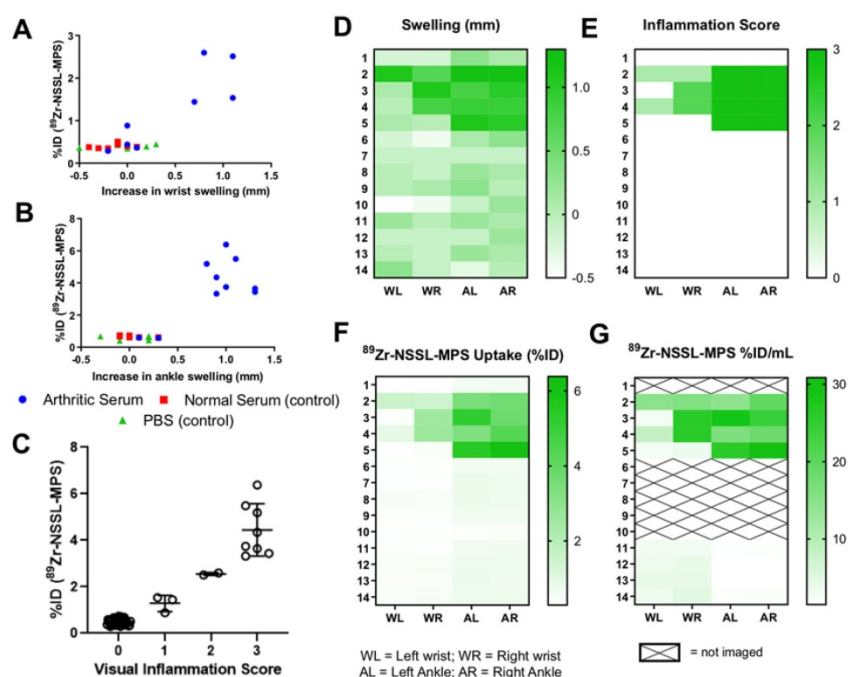 A
%ID (⁸⁹Zr-NSSL-MPS)
3
2
1
0
-0.5 0.0 0.5 1.0 1.5
Increase in wrist swelling (mm)
B
%ID (⁸⁹Zr-NSSL-MPS)
8
6
4
2
0
-0.5 0.0 0.5 1.0 1.5
Increase in ankle swelling (mm)
Arthritic Serum Normal Serum (control)
PBS (control)
C
%ID (⁸⁹Zr-NSSL-MPS)
8
6
4
2
0
0 1 2 3
Visual Inflammation Score
D
Swelling (mm)
1
2
3
4
5
6
7
8
9
10
11
12
13
14
WL WR AL AR
1.0
0.5
0
-0.5
E
Inflammation Score
1
2
3
4
5
6
7
8
9
10
11
12
13
14
WL WR AL AR
3
2
1
0
F
⁸⁹Zr-NSSL-MPS Uptake (%ID)
1
2
3
4
5
6
7
8
9
10
11
12
13
14
WL WR AL AR
6
4
2
WL = Left wrist; WR = Right wrist
AL = Left Ankle; AR = Right Ankle
G
⁸⁹Zr-NSSL-MPS %ID/mL
1
2
3
4
5
6
7
8
9
10
11
12
13
14
WL WR AL AR
30
20
10
= not imaged